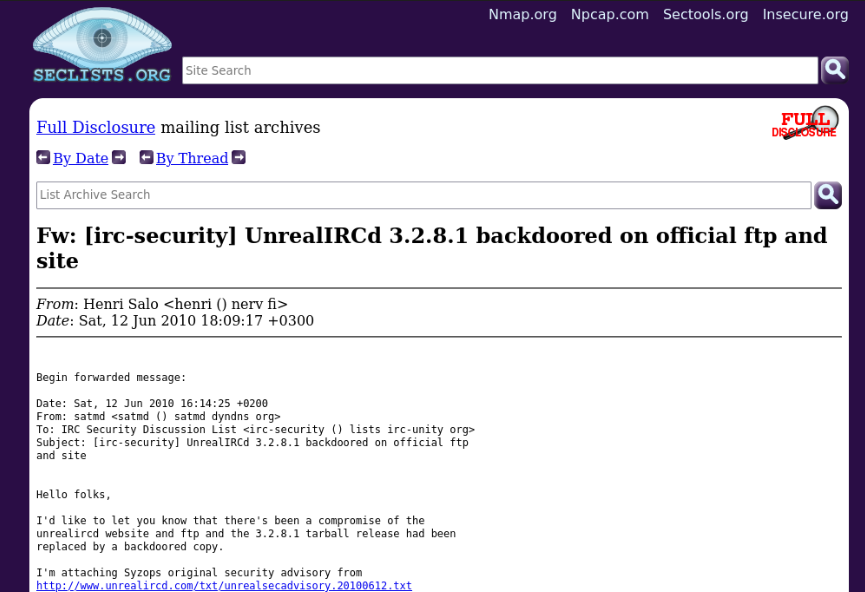 Nmap.org Npcap.com Sectools.org Insecure.org
SECLISTS.ORG
Site Search
Full Disclosure mailing list archives
FULL
DISCLOSURE
By Date By Thread
List Archive Search
Fw: [irc-security] UnrealIRCd 3.2.8.1 backdoored on official ftp and
site
From: Henri Salo <henri () nerv fi>
Date: Sat, 12 Jun 2010 18:09:17 +0300
Begin forwarded message:
Date: Sat, 12 Jun 2010 16:14:25 +0200
From: satmd <satmd () satmd dyndns org>
To: IRC Security Discussion List <irc-security () lists irc-unity org>
Subject: [irc-security] UnrealIRCd 3.2.8.1 backdoored on official ftp
and site
Hello folks,
I'd like to let you know that there's been a compromise of the
unrealircd website and ftp and the 3.2.8.1 tarball release had been
replaced by a backdoored copy.
I'm attaching Syzops original security advisory from
http://www.unrealircd.com/txt/unrealsecadvisory.20100612.txt